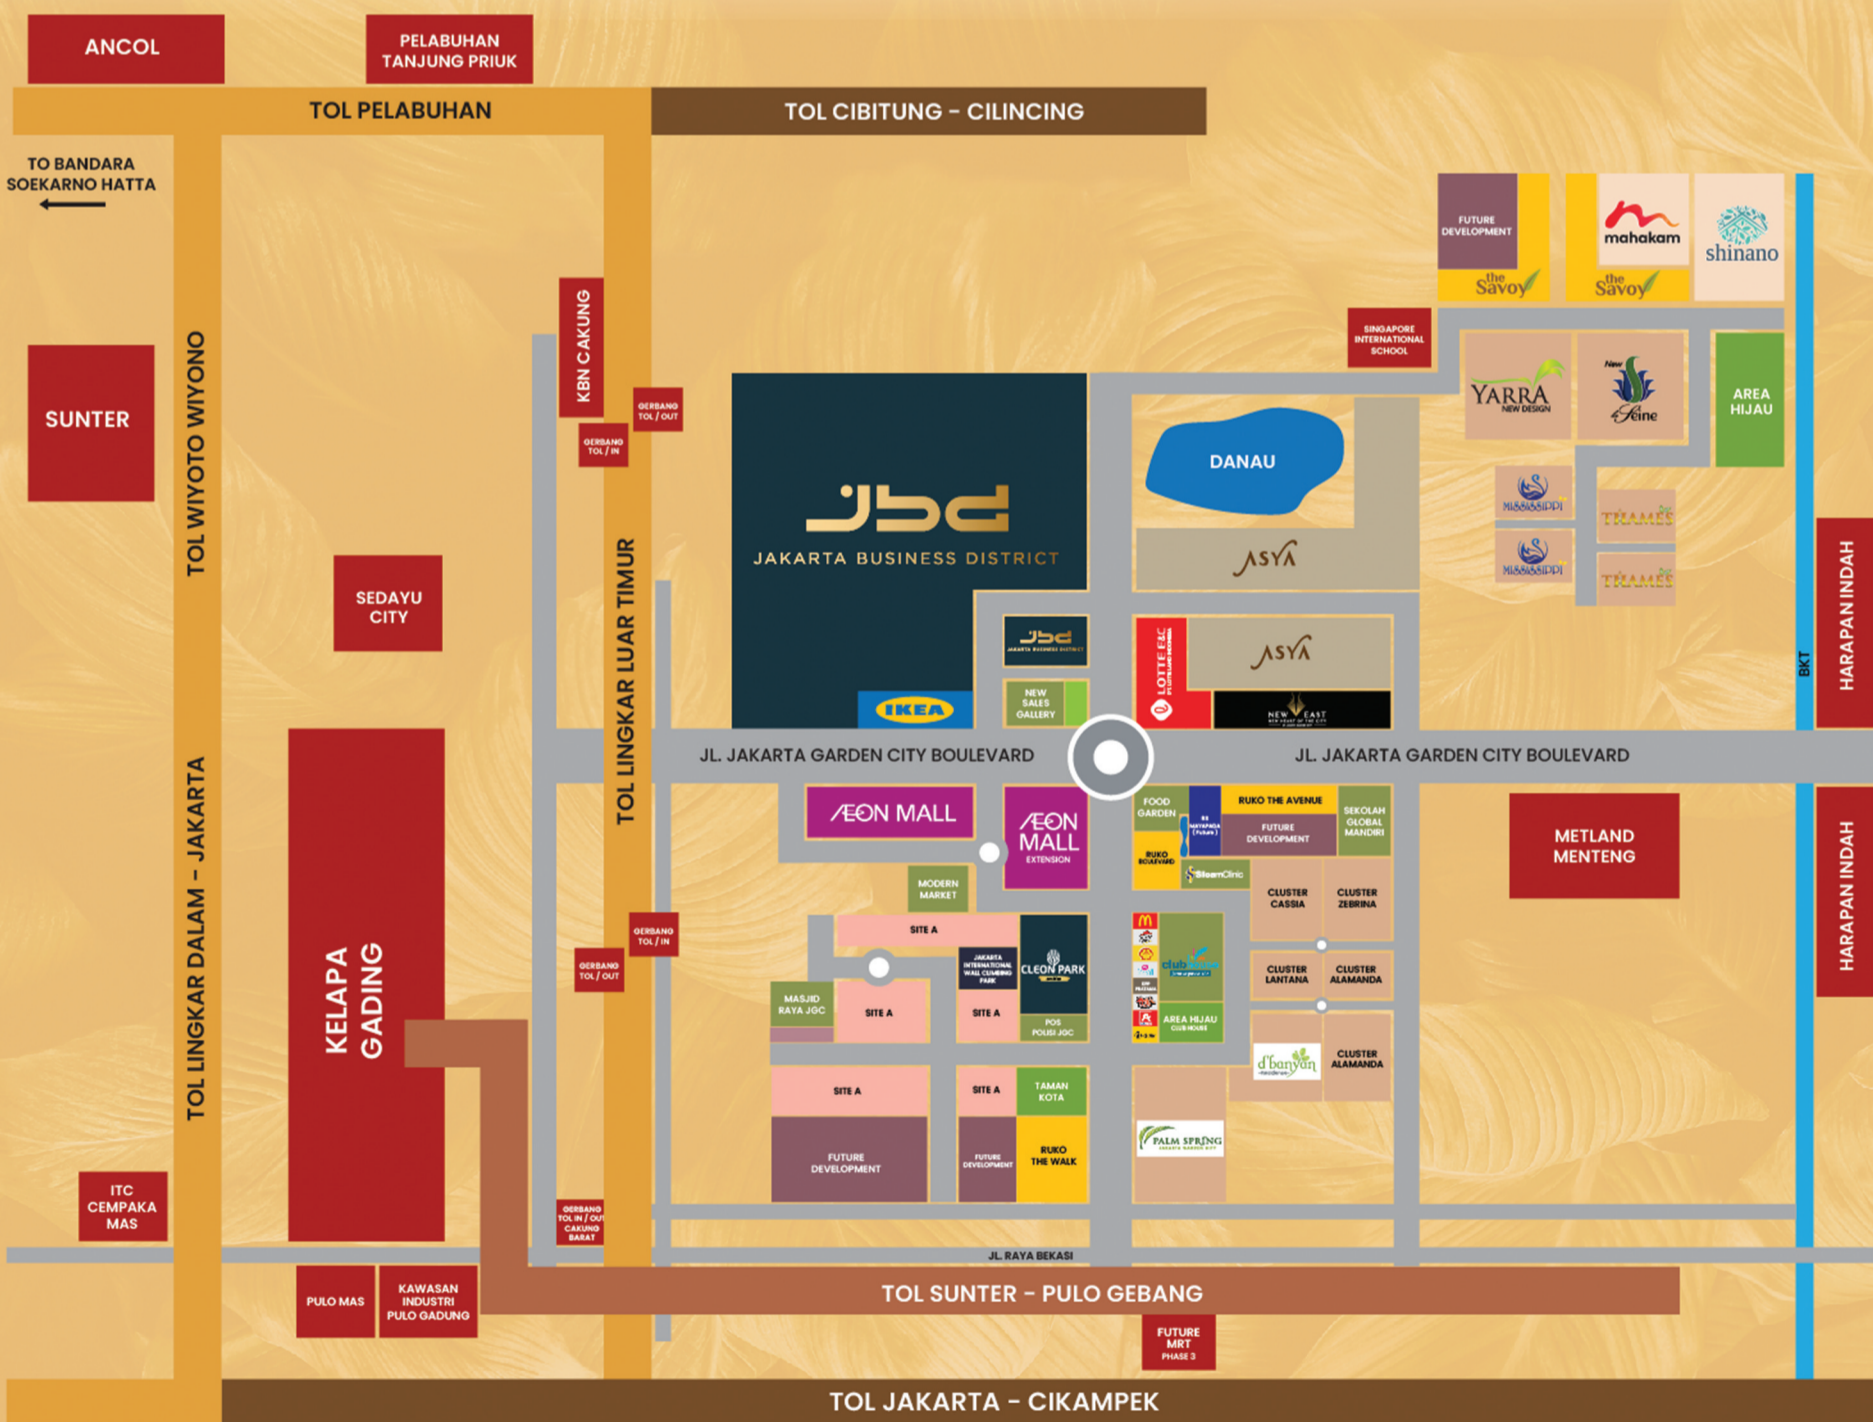 ANCOL
PELABUHAN
TANJUNG PRIUK
TOL PELABUHAN
TOL CIBITUNG - CILINCING
TO BANDARA
SOEKARNO HATTA
FUTURE
DEVELOPMENT
the
Savoy
mahakam
the
Savoy
shinano
KBN CAKUNG
SINGAPORE
INTERNATIONAL
SCHOOL
SUNTER
TOL WIYOTO WIYONO
GERBANG
TOL / OUT
GERBANG
TOL / IN
YARRA
NEW DESIGN
New
Seine
AREA
HIJAU
DANAU
jbd
JAKARTA BUSINESS DISTRICT
MISSISSIPPI
THAMES
MISSISSIPPI
THAMES
ASYA
SEDAYU
CITY
TOL LINGKAR LUAR TIMUR
HARAPAN INDAH
BKT
jbd
JAKARTA BUSINESS DISTRICT
LOTTE E&C
ASYA
NEW
SALES
GALLERY
IKEA
NEW EAST
JL. JAKARTA GARDEN CITY BOULEVARD
JL. JAKARTA GARDEN CITY BOULEVARD
TOL LINGKAR DALAM - JAKARTA
KELAPA
GADING
ÆON MALL
ÆON
MALL
EXTENSION
FOOD
GARDEN
RS
MAYAPADA
(Future)
RUKO THE AVENUE
FUTURE
DEVELOPMENT
SEKOLAH
GLOBAL
MANDIRI
RUKO
BOULEVARD
METLAND
MENTENG
HARAPAN INDAH
MODERN
MARKET
CLUSTER
CASSIA
CLUSTER
ZEBRINA
GERBANG
TOL / IN
GERBANG
TOL / OUT
SITE A
JAKARTA
INTERNATIONAL
WALL CLIMBING
PARK
CLEON PARK
CLUSTER
LANTANA
CLUSTER
ALAMANDA
MASJID
RAYA JGC
SITE A
SITE A
POS
POLISI JGC
AREA HIJAU
CLUB HOUSE
d'banyan
CLUSTER
ALAMANDA
SITE A
SITE A
TAMAN
KOTA
PALM SPRING
JAKARTA GARDEN CITY
FUTURE
DEVELOPMENT
FUTURE
DEVELOPMENT
RUKO
THE WALK
ITC
CEMPAKA
MAS
GERBANG
TOL IN / OUT
CAKUNG
BARAT
JL. RAYA BEKASI
PULO MAS
KAWASAN
INDUSTRI
PULO GADUNG
TOL SUNTER - PULO GEBANG
FUTURE
MRT
PHASE 3
TOL JAKARTA - CIKAMPEK